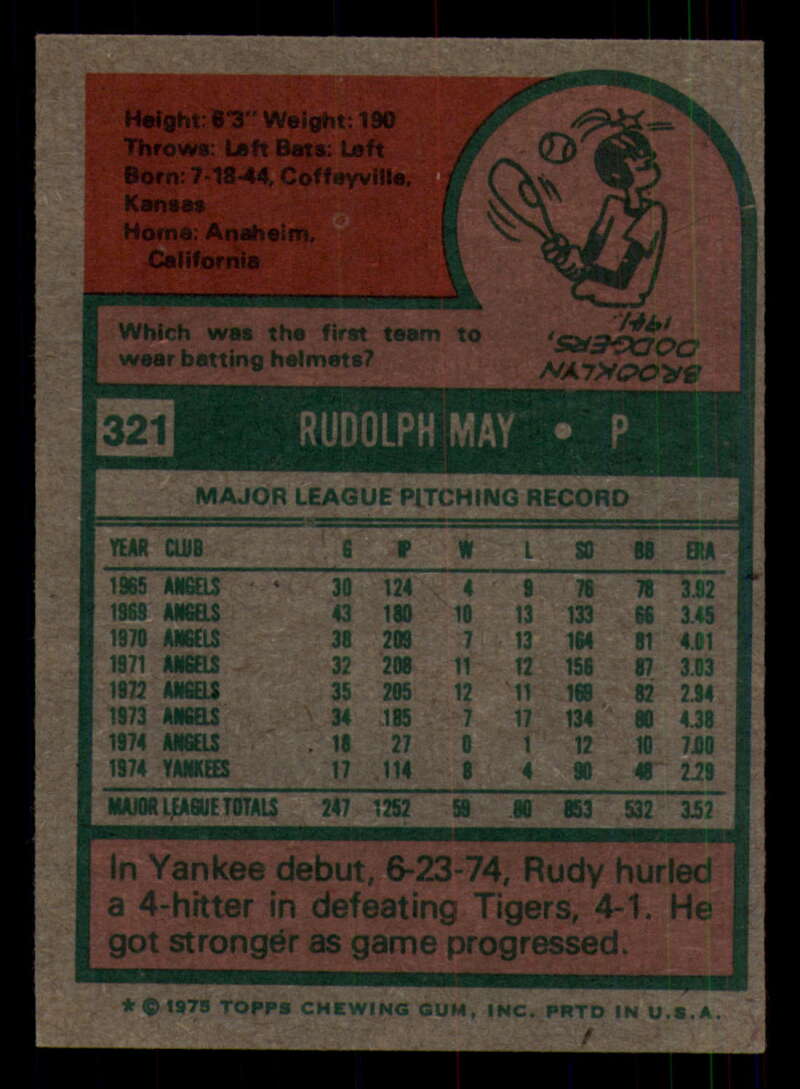 Height: 6'3" Weight: 190
Throws: Left Bats: Left
Born: 7-18-44, Coffeyville,
Kansas
Home: Anaheim,
California
Which was the first team to
wear batting helmets?
BROOKLYN
DODGERS,
1941.
321 RUDOLPH MAY • P
MAJOR LEAGUE PITCHING RECORD
YEAR CLUB G IP W L SO BB ERA
1965 ANGELS 30 124 4 9 76 78 3.92
1969 ANGELS 43 180 10 13 133 66 3.45
1970 ANGELS 38 209 7 13 164 81 4.01
1971 ANGELS 32 208 11 12 156 87 3.03
1972 ANGELS 35 205 12 11 169 82 2.94
1973 ANGELS 34 185 7 17 134 80 4.38
1974 ANGELS 18 27 0 1 12 10 7.00
1974 YANKEES 17 114 8 4 90 48 2.29
MAJOR LEAGUE TOTALS 247 1252 59 80 853 532 3.52
In Yankee debut, 6-23-74, Rudy hurled
a 4-hitter in defeating Tigers, 4-1. He
got stronger as game progressed.
* © 1975 TOPPS CHEWING GUM, INC. PRTD IN U.S.A.